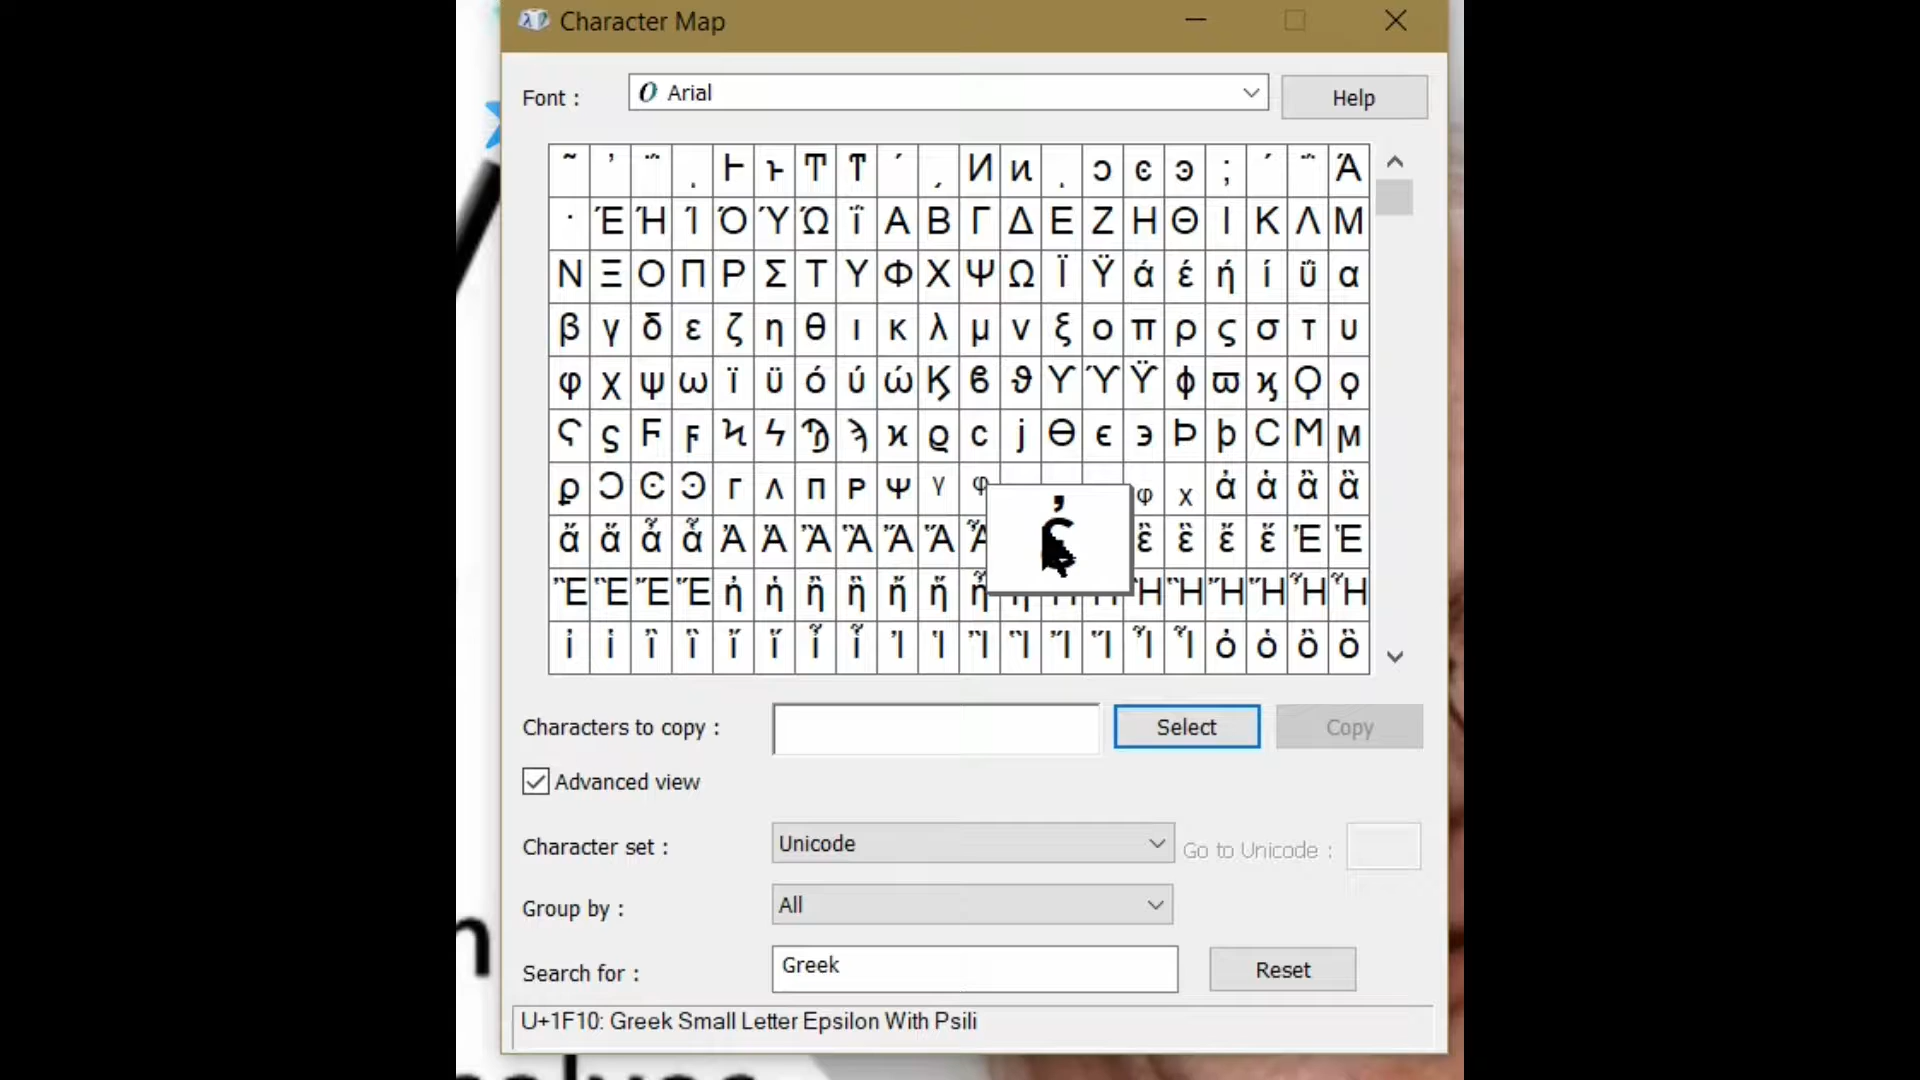 Character Map
Font :
Arial
Help
͂ ̓ ̈́ ͅ Ͱ ͱ Ͳ ͳ ʹ ͵ Ͷ ͷ ͺ ͻ ͼ ͽ ; ΄ ΅ Ά
· Έ Ή Ί Ό Ύ Ώ ΐ Α Β Γ Δ Ε Ζ Η Θ Ι Κ Λ Μ
Ν Ξ Ο Π Ρ Σ Τ Υ Φ Χ Ψ Ω Ϊ Ϋ ά έ ή ί ΰ α
β γ δ ε ζ η θ ι κ λ μ ν ξ ο π ρ ς σ τ υ
φ χ ψ ω ϊ ϋ ό ύ ώ Ϗ ϐ ϑ ϒ ϓ ϔ ϕ ϖ ϗ Ϙ ϙ
Ϛ ϛ Ϝ ϝ Ϟ ϟ Ϡ ϡ ϰ ϱ ϲ ϳ ϴ ϵ ϶ Ϸ ϸ Ϲ Ϻ ϻ
ϼ Ͻ Ͼ Ͽ ᴦ ᴧ ᴨ ᴩ ᴪ ᵞ ᵠ ᵩ ᵪ ἀ ἁ ἂ ἃ
ἄ ἅ ἆ ἇ Ἀ Ἁ Ἂ Ἃ Ἄ Ἅ Ἆ ἐ ἒ ἓ ἔ ἕ Ἐ Ἑ
Ἒ Ἓ Ἔ Ἕ ἠ ἡ ἢ ἣ ἤ ἥ ἦ Ἢ Ἣ Ἤ Ἥ Ἦ Ἧ
ἰ ἱ ἲ ἳ ἴ ἵ ἶ ἷ Ἰ Ἱ Ἲ Ἳ Ἴ Ἵ Ἶ Ἷ ὀ ὁ ὂ ὃ
Characters to copy :
Select
Copy
Advanced view
Character set :
Unicode
Go to Unicode :
Group by :
All
Search for :
Greek
Reset
U+1F10: Greek Small Letter Epsilon With Psili